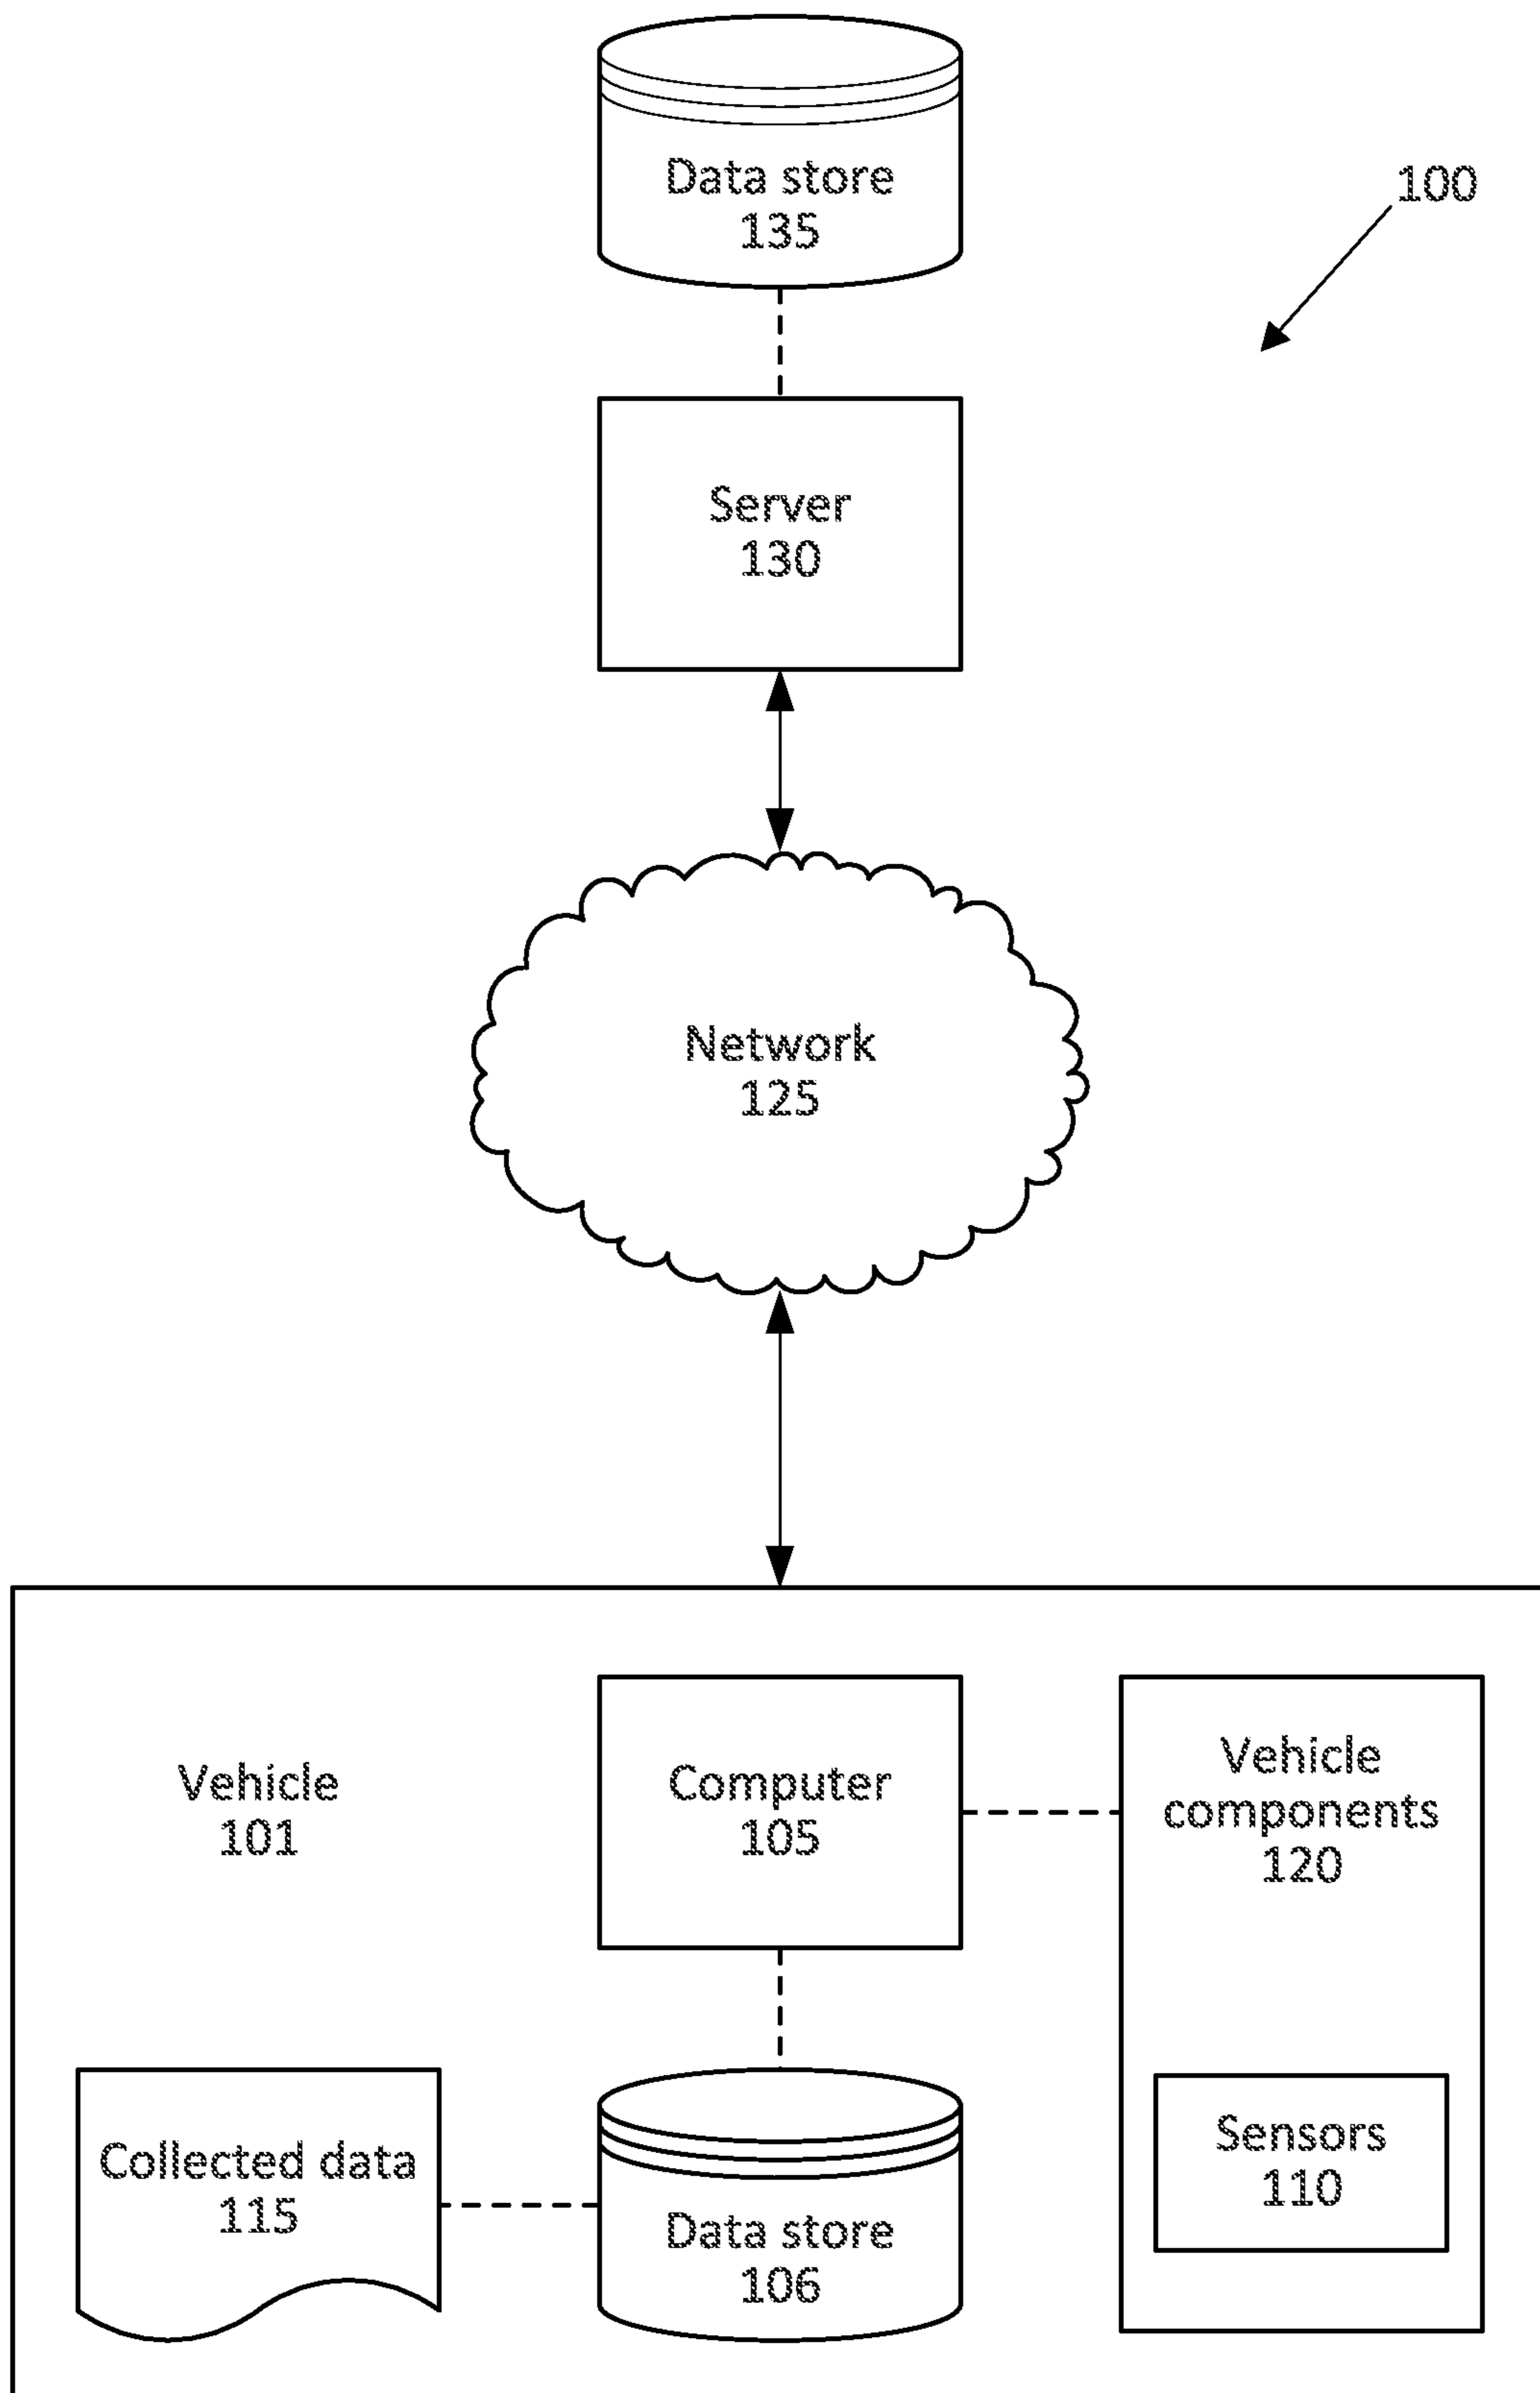 Data store
135
100
Server
130
Network
125
Vehicle
101
Computer
105
Vehicle
components
120
Collected data
115
Data store
106
Sensors
110